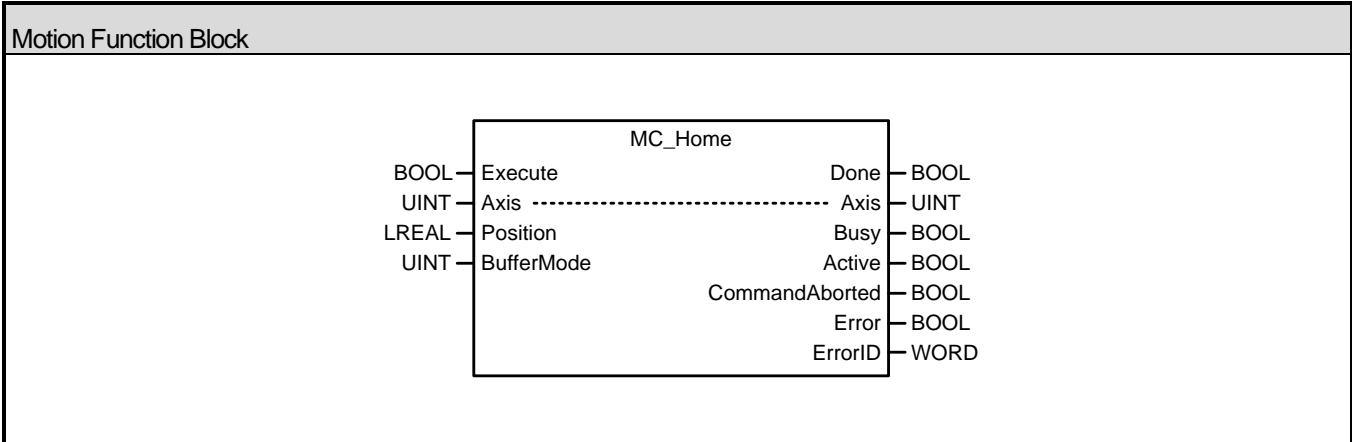 Motion Function Block
MC_Home
BOOL Execute Done BOOL
UINT Axis Axis UINT
LREAL Position Busy BOOL
UINT BufferMode Active BOOL
CommandAborted BOOL
Error BOOL
ErrorID WORD